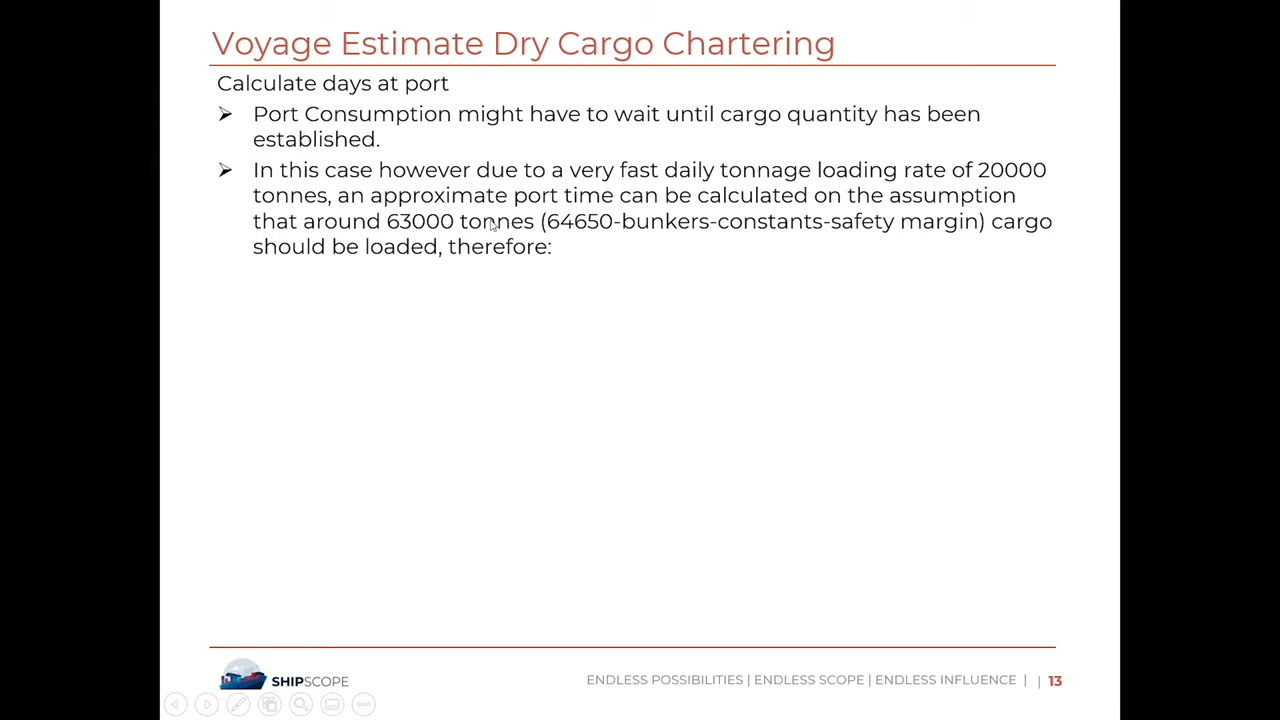 Voyage Estimate Dry Cargo Chartering
Calculate days at port
Port Consumption might have to wait until cargo quantity has been
established.
In this case however due to a very fast daily tonnage loading rate of 20000
tonnes, an approximate port time can be calculated on the assumption
that around 63000 tonnes (64650-bunkers-constants-safety margin) cargo
should be loaded, therefore:
SHIPSCOPE
ENDLESS POSSIBILITIES | ENDLESS SCOPE | ENDLESS INFLUENCE | | 13